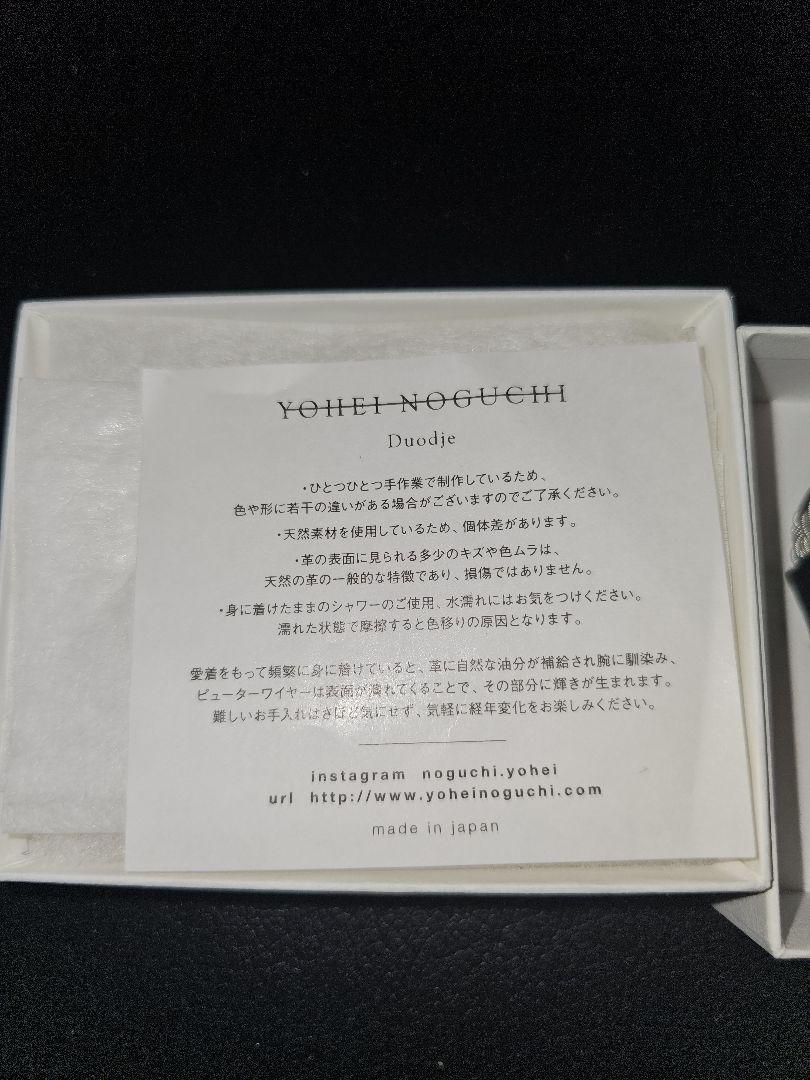 YOHEI NOGUCHI
Duodje
・ひとつひとつ手作業で制作しているため、
色や形に若干の違いがある場合がございますのでご了承ください。
・天然素材を使用しているため、個体差があります。
・革の表面に見られる多少のキズや色ムラは、
天然の革の一般的な特徴であり、損傷ではありません。
・身に着けたままのシャワーのご使用、水濡れにはお気をつけください。
濡れた状態で摩擦すると色移りの原因となります。
愛着をもって頻繁に身に着けていると、革に自然な油分が補給され腕に馴染み、
ピューターワイヤーは表面が潰れてくることで、その部分に輝きが生まれます。
難しいお手入れはさほど気にせず、気軽に経年変化をお楽しみください。
instagram noguchi.yohei
url http://www.yoheinoguchi.com
made in japan